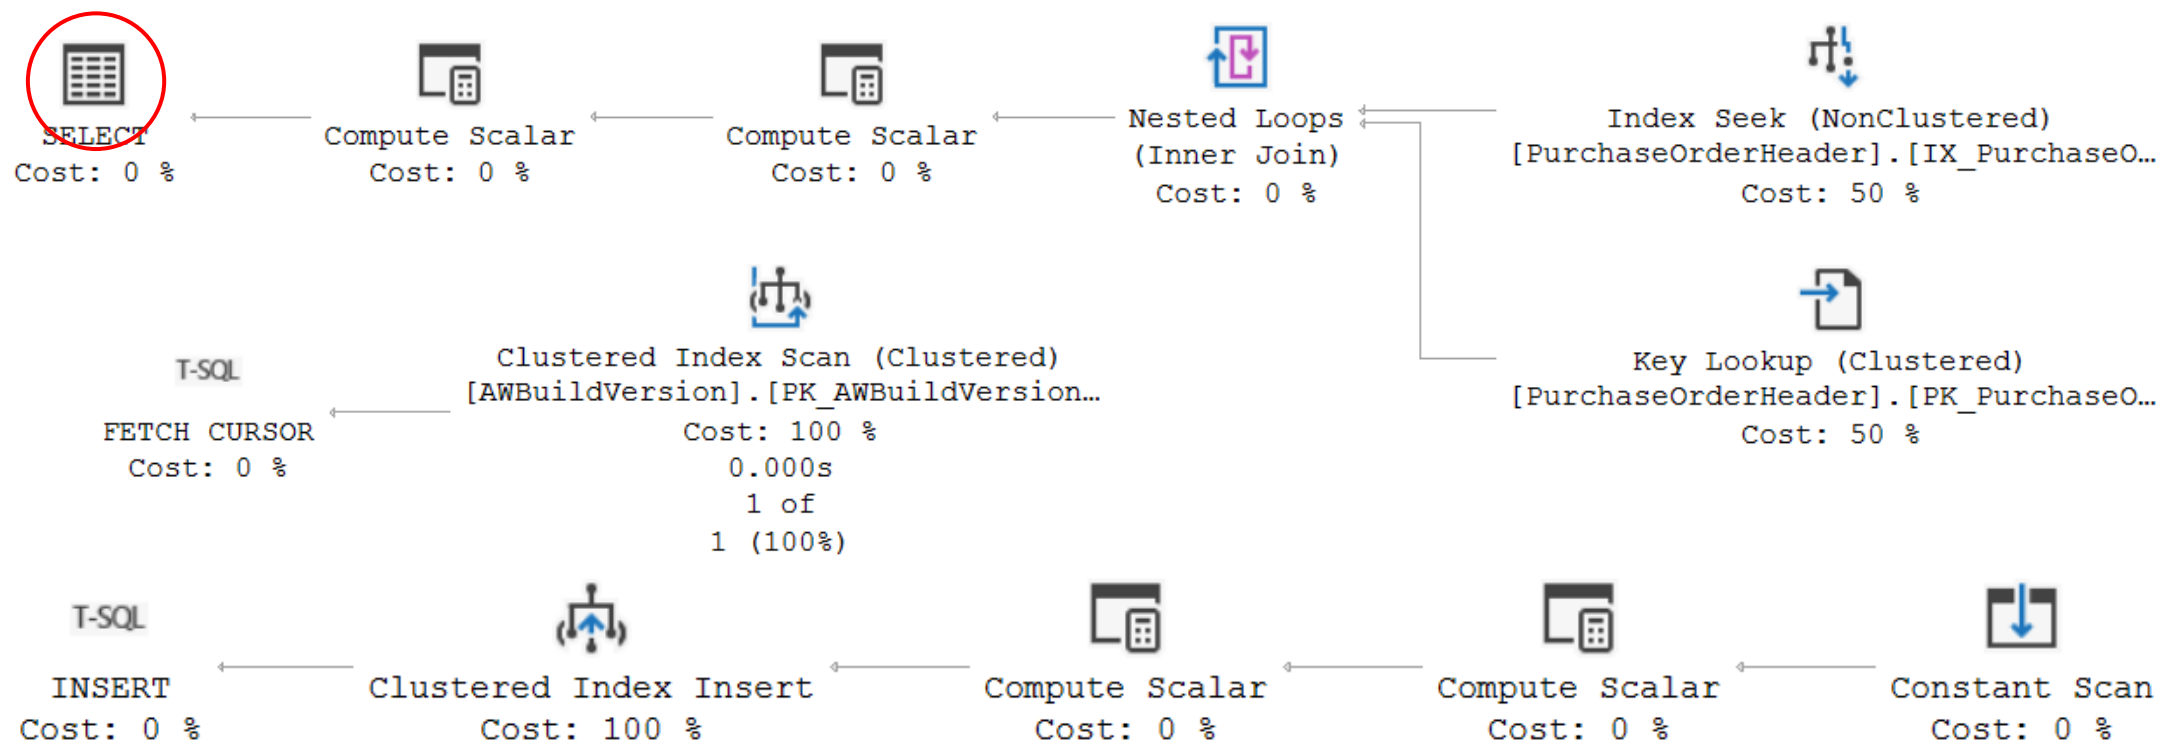 SELECT
Cost: 0 %
Compute Scalar
Cost: 0 %
Compute Scalar
Cost: 0 %
Nested Loops
(Inner Join)
Cost: 0 %
Index Seek (NonClustered)
[PurchaseOrderHeader].[IX_PurchaseO…
Cost: 50 %
Key Lookup (Clustered)
[PurchaseOrderHeader].[PK_PurchaseO…
Cost: 50 %
T-SQL
FETCH CURSOR
Cost: 0 %
Clustered Index Scan (Clustered)
[AWBuildVersion].[PK_AWBuildVersion…
Cost: 100 %
0.000s
1 of
1 (100%)
T-SQL
INSERT
Cost: 0 %
Clustered Index Insert
Cost: 100 %
Compute Scalar
Cost: 0 %
Compute Scalar
Cost: 0 %
Constant Scan
Cost: 0 %